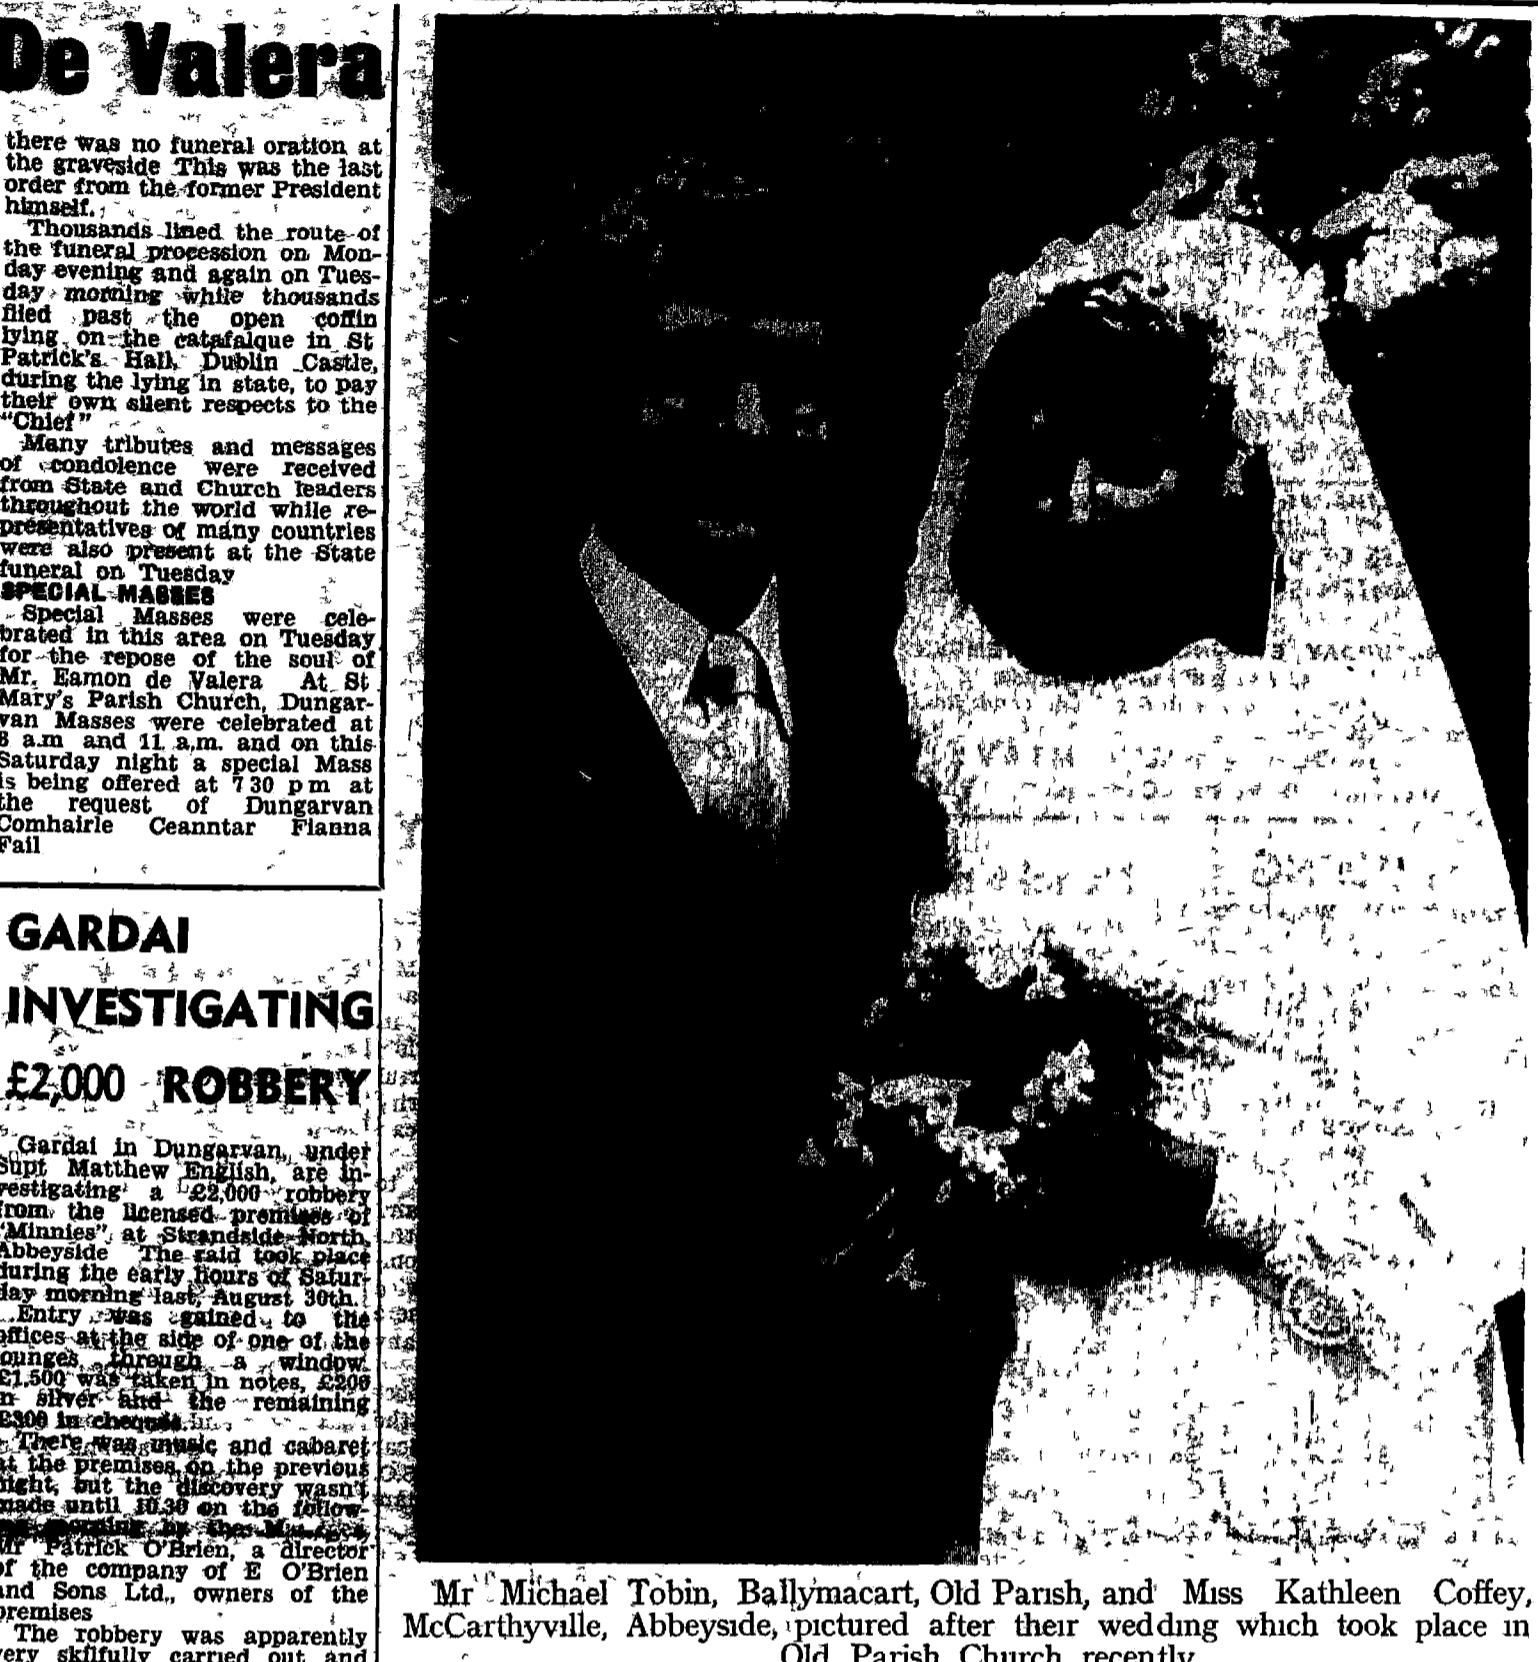 De Valera
there was no funeral oration at
the graveside This was the last
order from the former President
himself.
Thousands lined the route of
the funeral procession on Mon-
day evening and again on Tues-
day morning while thousands
filed past the open coffin
lying on the catafalque in St
Patrick's Hall, Dublin Castle,
during the lying in state, to pay
their own silent respects to the
"Chief"
Many tributes and messages
of condolence were received
from State and Church leaders
throughout the world while re-
presentatives of many countries
were also present at the State
funeral on Tuesday
SPECIAL MASSES
Special Masses were cele-
brated in this area on Tuesday
for the repose of the soul of
Mr. Eamon de Valera At St
Mary's Parish Church, Dungar-
van Masses were celebrated at
8 a.m and 11 a.m. and on this
Saturday night a special Mass
is being offered at 7 30 p m at
the request of Dungarvan
Comhairle Ceanntar Fianna
Fail
GARDAI
INVESTIGATING
£2,000 ROBBERY
Gardai in Dungarvan, under
Supt Matthew English, are in-
vestigating a £2,000 robbery
from the licensed premises of
"Minnies" at Strandside North,
Abbeyside The raid took place
during the early hours of Satur-
day morning last, August 30th.
Entry was gained to the
offices at the side of one of the
lounges through a window.
£1,500 was taken in notes, £200
in silver and the remaining
£300 in cheques.
There was music and cabaret
at the premises on the previous
night, but the discovery wasn't
made until 10.30 on the follow-
morning by the
Mr Patrick O'Brien, a director
of the company of E O'Brien
and Sons Ltd., owners of the
premises
The robbery was apparently
very skilfully carried out and
Mr Michael Tobin, Ballymacart, Old Parish, and Miss Kathleen Coffey,
McCarthyville, Abbeyside, pictured after their wedding which took place in
Old Parish Church recently